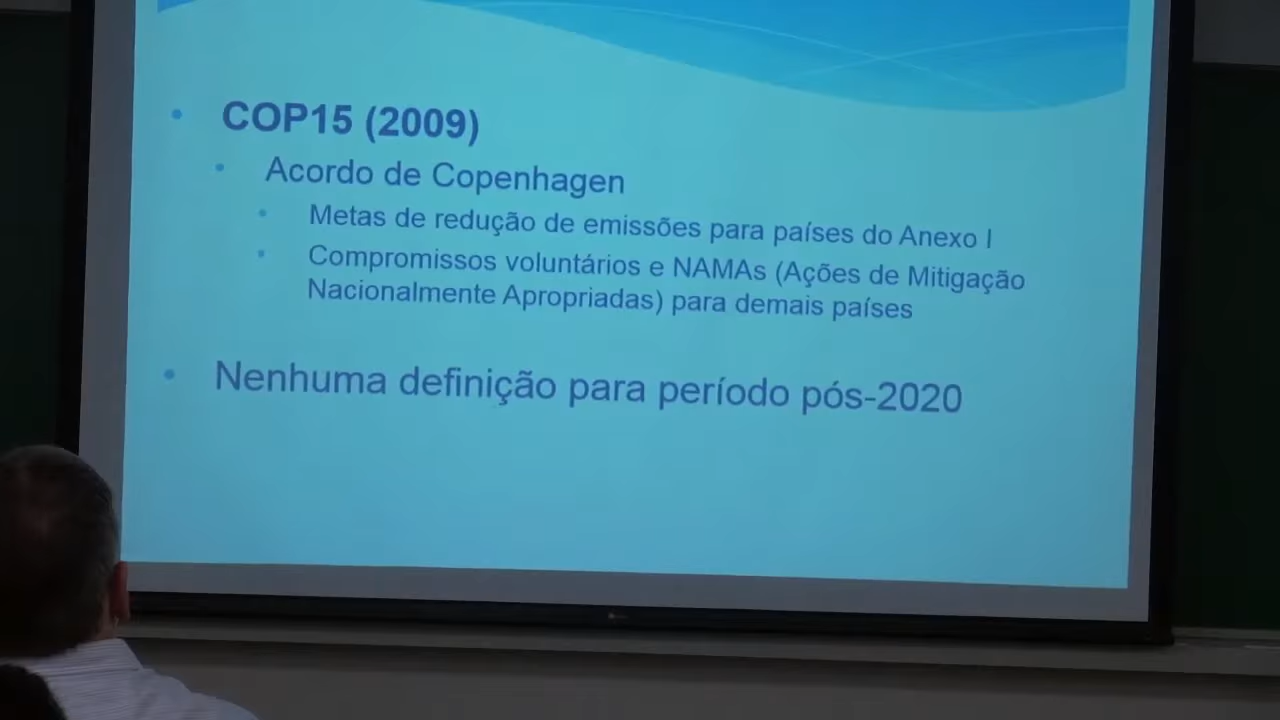 COP15 (2009)
Acordo de Copenhagen
Metas de redução de emissões para países do Anexo I
Compromissos voluntários e NAMAs (Ações de Mitigação
Nacionalmente Apropriadas) para demais países
Nenhuma definição para período pós-2020